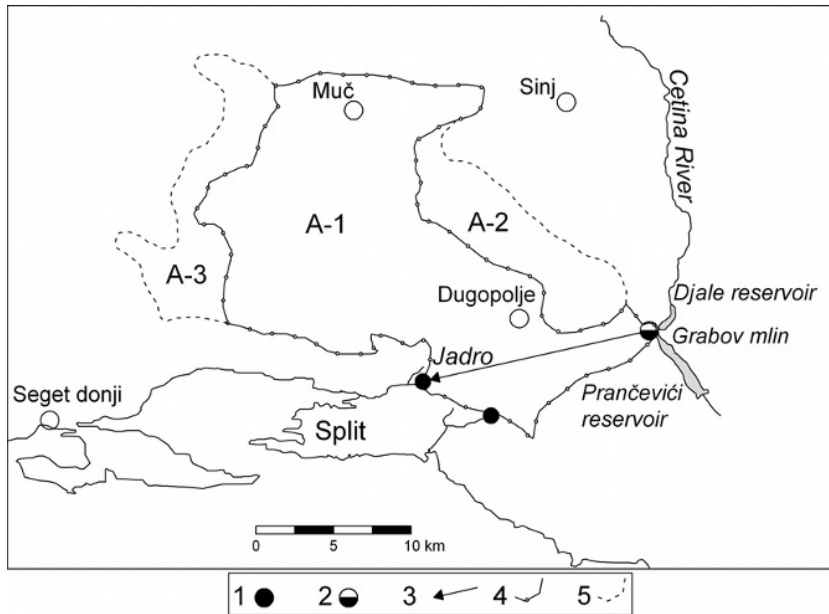 Muč
Sinj
Cetina River
A-1
A-2
A-3
Dugopolje
Djale reservoir
Grabov mlin
Jadro
Prančevići
reservoir
Seget donji
Split
0 5 10 km
1 2 3 4 5